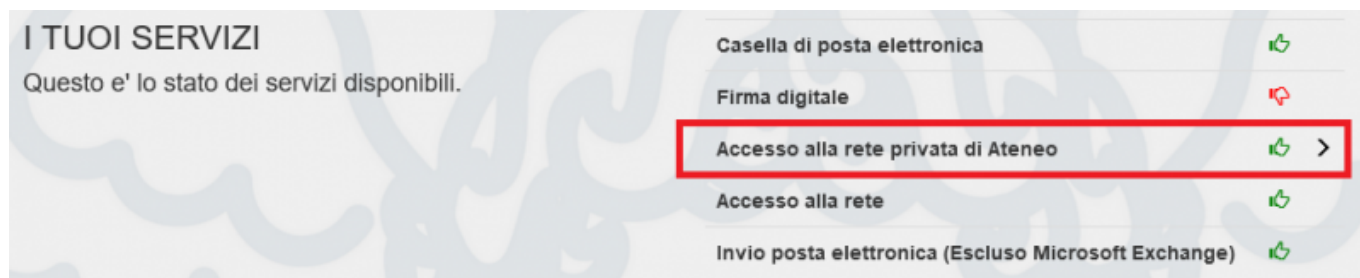 I TUOI SERVIZI
Questo e' lo stato dei servizi disponibili.
Casella di posta elettronica
Firma digitale
Accesso alla rete privata di Ateneo
Accesso alla rete
Invio posta elettronica (Escluso Microsoft Exchange)